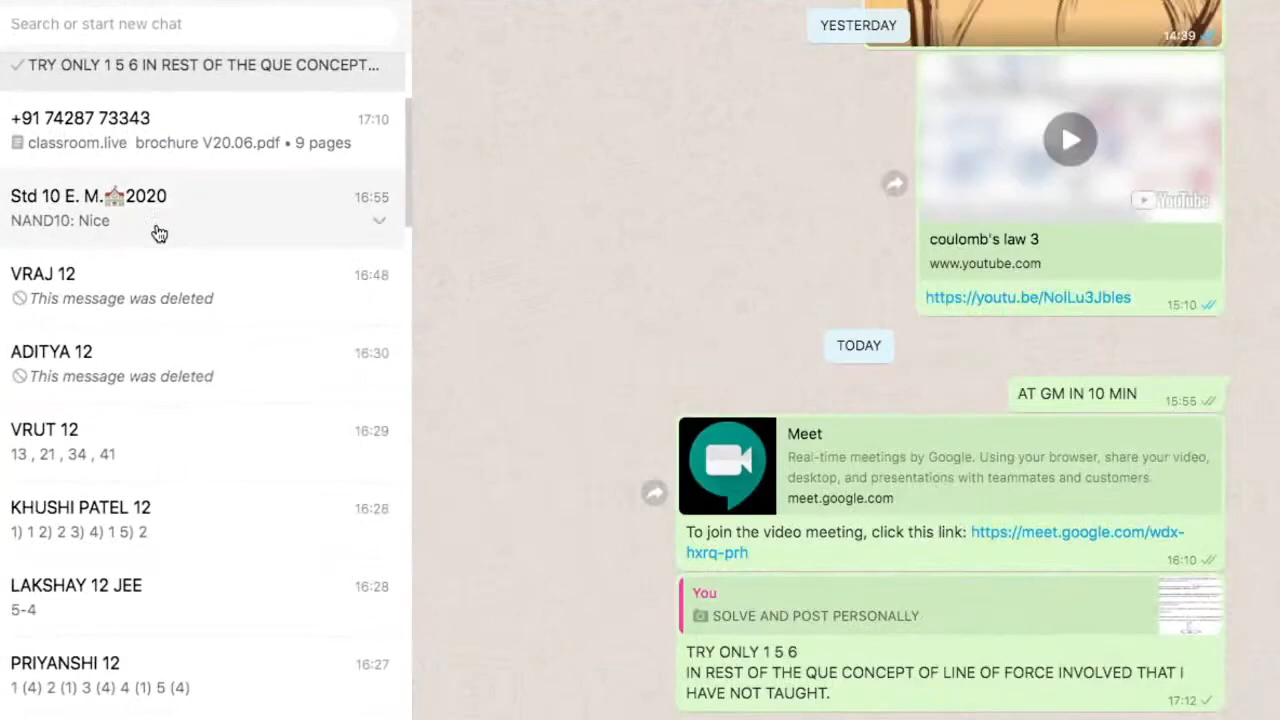 Search or start new chat
TRY ONLY 1 5 6 IN REST OF THE QUE CONCEPT...
+91 74287 73343
17:10
classroom.live brochure V20.06.pdf • 9 pages
Std 10 E. M.🏫2020
16:55
NAND10: Nice
VRAJ 12
16:48
This message was deleted
ADITYA 12
16:30
This message was deleted
VRUT 12
16:29
13 , 21 , 34 , 41
KHUSHI PATEL 12
16:28
1) 1 2) 2 3) 4) 1 5) 2
LAKSHAY 12 JEE
16:28
5-4
PRIYANSHI 12
16:27
1 (4) 2 (1) 3 (4) 4 (1) 5 (4)
YESTERDAY
14:39
YouTube
coulomb's law 3
www.youtube.com
https://youtu.be/NolLu3Jbles
15:10
TODAY
AT GM IN 10 MIN
15:55
Meet
Real-time meetings by Google. Using your browser, share your video,
desktop, and presentations with teammates and customers.
meet.google.com
To join the video meeting, click this link: https://meet.google.com/wdx-
hxrq-prh
16:10
You
SOLVE AND POST PERSONALLY
TRY ONLY 1 5 6
IN REST OF THE QUE CONCEPT OF LINE OF FORCE INVOLVED THAT I
HAVE NOT TAUGHT.
17:12